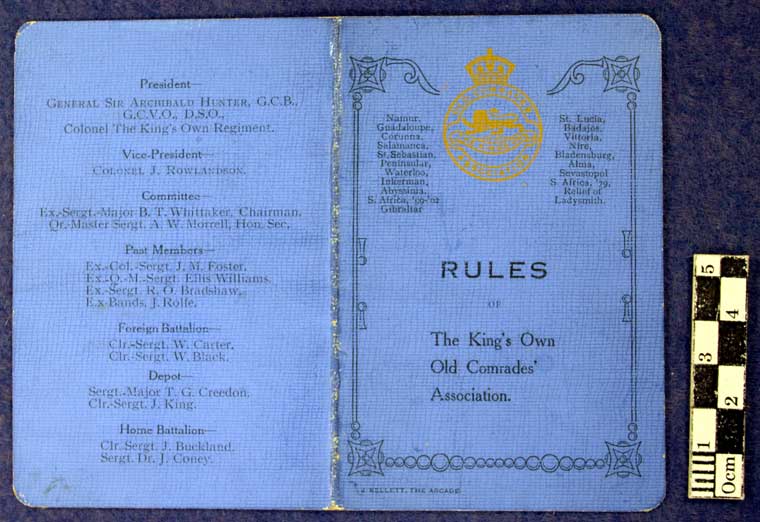 President—
GENERAL SIR ARCHIBALD HUNTER, G.C.B.,
G.C.V.O., D.S.O.,
Colonel The King's Own Regiment.
Vice-President—
COLONEL J. ROWLANDSON.
Committee—
Ex.-Sergt.-Major B. T. Whittaker, Chairman.
Qr.-Master Sergt. A. W. Morrell, Hon. Sec.
Past Members—
Ex.-Col.-Sergt. J. M. Foster.
Ex.-Q.-M.-Sergt. Ellis Williams.
Ex.-Sergt. R. O. Bradshaw.
Ex Bands. J. Rolfe.
Foreign Battalion—
Clr.-Sergt. W. Carter.
Clr.-Sergt. W. Black.
Depot—
Sergt.-Major T. G. Creedon.
Clr.-Sergt. J. King.
Home Battalion—
Clr. Sergt. J. Buckland.
Sergt. Dr. J. Coney.
Namur,
Guadaloupe,
Corunna,
Salamanca,
St. Sebastian,
Peninsular,
Waterloo,
Inkerman,
Abyssinia,
S. Africa, '99-'02
Gibraltar
St. Lucia,
Badajos,
Vittoria,
Nive,
Bladensburg,
Alma,
Sevastopol
S. Africa, '79,
Relief of
Ladysmith.
RULES
OF
The King's Own
Old Comrades'
Association.
J KELLETT, THE ARCADE
0cm 1 2 3 4 5